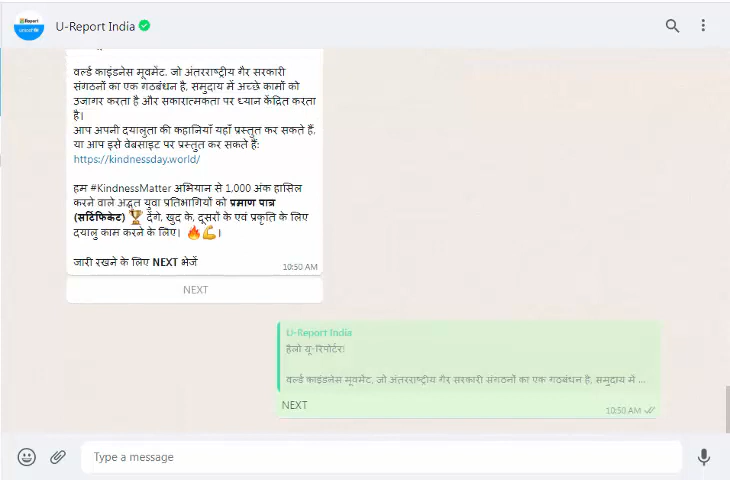 U-Report India
वर्ल्ड काइंडनेस मूवमेंट, जो अंतरराष्ट्रीय गैर सरकारी
संगठनों का एक गठबंधन है, समुदाय में अच्छे कामों को
उजागर करता है और सकारात्मकता पर ध्यान केंद्रित करता
है।
आप अपनी दयालुता की कहानियाँ यहाँ प्रस्तुत कर सकते हैं,
या आप इसे वेबसाइट पर प्रस्तुत कर सकते हैं:
https://kindnessday.world/
हम #KindnessMatter अभियान से 1,000 अंक हासिल
करने वाले अद्भुत युवा प्रतिभागियों को प्रमाण पात्र
(सर्टिफिकेट) 🏆 देंगे, खुद के, दूसरों के एवं प्रकृति के लिए
दयालु काम करने के लिए। 🔥💪।
जारी रखने के लिए NEXT भेजें
10:50 AM
NEXT
U-Report India
हैलो यू-रिपोर्टर!
वर्ल्ड काइंडनेस मूवमेंट, जो अंतरराष्ट्रीय गैर सरकारी संगठनों का एक गठबंधन है, समुदाय में ...
NEXT
10:50 AM
Type a message